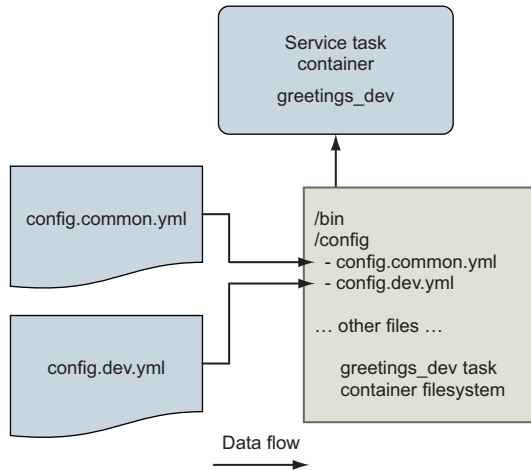 Service task
container
greetings_dev
config.common.yml
config.dev.yml
/bin
/config
- config.common.yml
- config.dev.yml
… other files …
greetings_dev task
container filesystem
Data flow